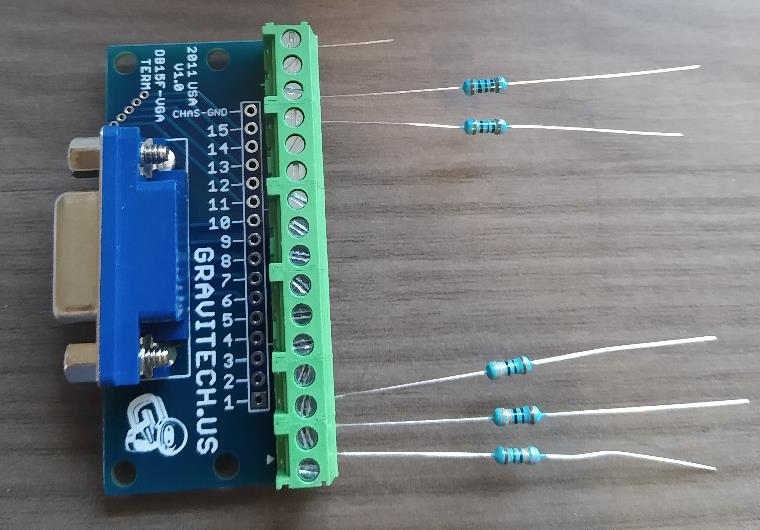 2011 USA
V1.0
DB15F-VGA
TERM
CHAS-GND
15
14
13
12
11
10
9
8
7
6
5
4
3
2
1
GRAVITECH.US